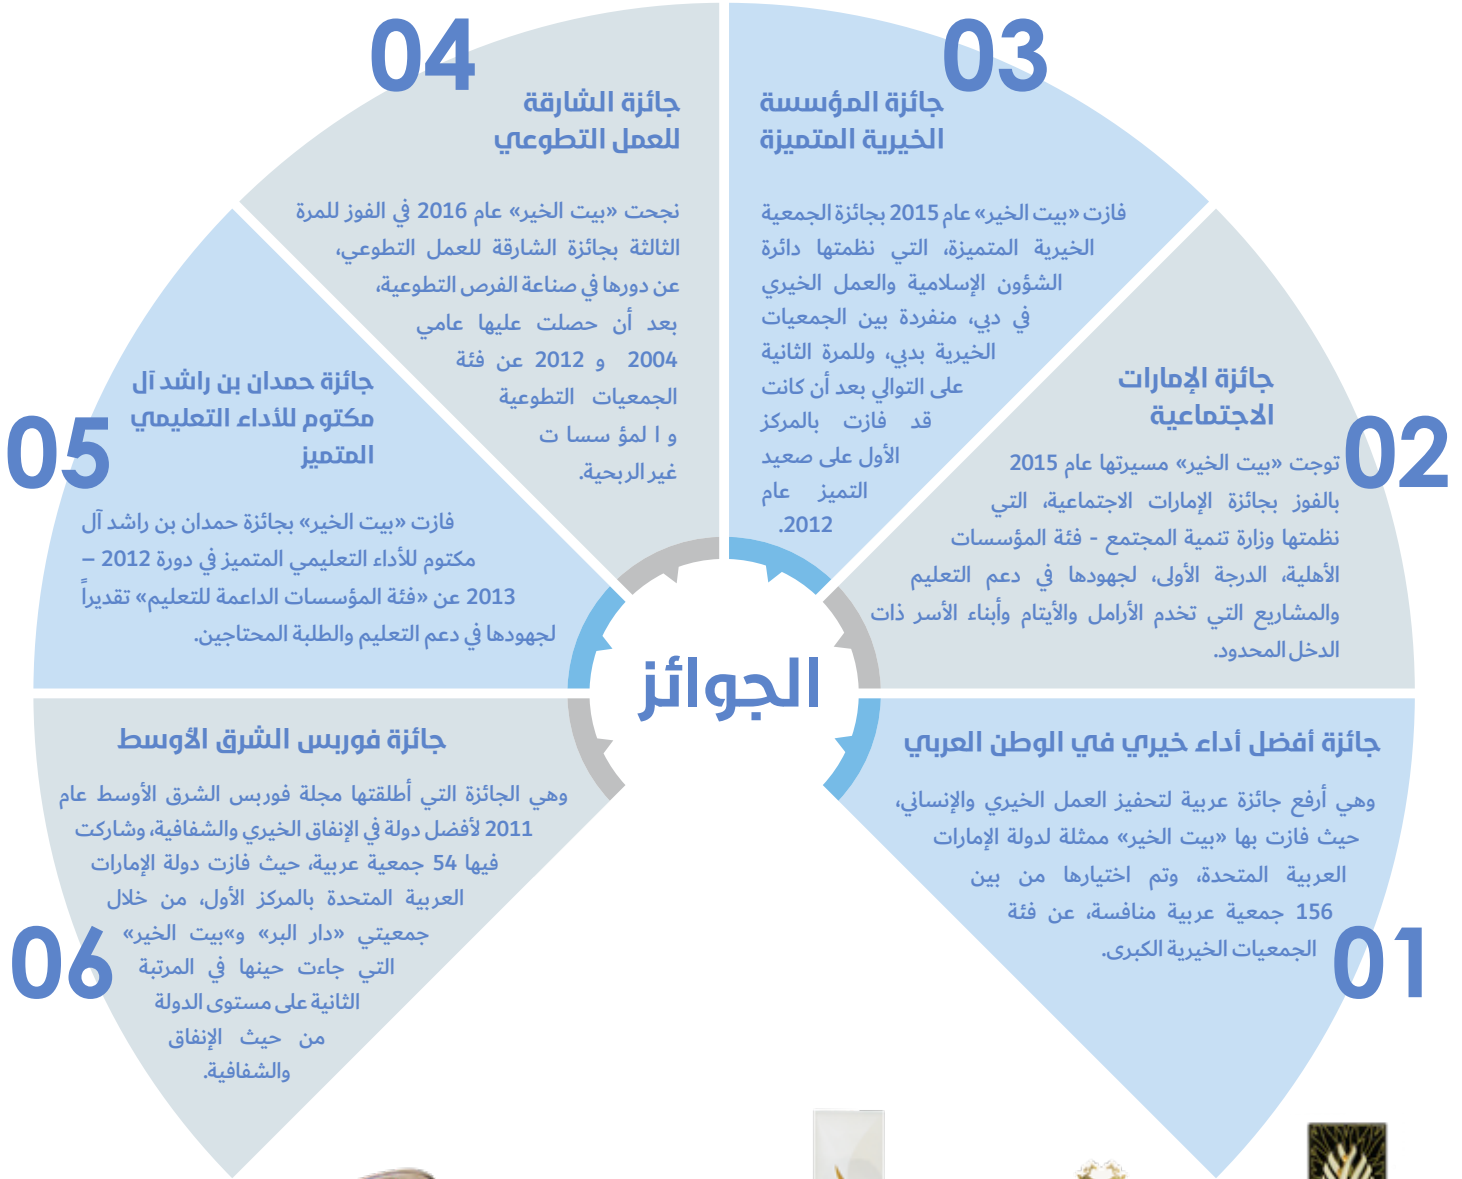 الجوائز
01
جائزة أفضل أداء خيري في الوطن العربي
وهي أرفع جائزة عربية لتحفيز العمل الخيري والإنساني،
حيث فازت بها «بيت الخير» ممثلة لدولة الإمارات
العربية المتحدة، وتم اختيارها من بين
156 جمعية عربية منافسة، عن فئة
الجمعيات الخيرية الكبرى.
02
جائزة الإمارات
الاجتماعية
توجت «بيت الخير» مسيرتها عام 2015
بالفوز بجائزة الإمارات الاجتماعية، التي
نظمتها وزارة تنمية المجتمع - فئة المؤسسات
الأهلية، الدرجة الأولى، لجهودها في دعم التعليم
والمشاريع التي تخدم الأرامل والأيتام وأبناء الأسر ذات
الدخل المحدود.
03
جائزة المؤسسة
الخيرية المتميزة
فازت «بيت الخير» عام 2015 بجائزة الجمعية
الخيرية المتميزة، التي نظمتها دائرة
الشؤون الإسلامية والعمل الخيري
في دبي، منفردة بين الجمعيات
الخيرية بدبي، وللمرة الثانية
على التوالي بعد أن كانت
قد فازت بالمركز
الأول على صعيد
التميز عام
2012.
04
جائزة الشارقة
للعمل التطوعي
نجحت «بيت الخير» عام 2016 في الفوز للمرة
الثالثة بجائزة الشارقة للعمل التطوعي،
عن دورها في صناعة الفرص التطوعية،
بعد أن حصلت عليها عامي
2004 و 2012 عن فئة
الجمعيات التطوعية
و ا لمؤ سسا ت
غير الربحية.
05
جائزة حمدان بن راشد آل
مكتوم للأداء التعليمي
المتميز
فازت «بيت الخير» بجائزة حمدان بن راشد آل
مكتوم للأداء التعليمي المتميز في دورة 2012 –
2013 عن «فئة المؤسسات الداعمة للتعليم» تقديراً
لجهودها في دعم التعليم والطلبة المحتاجين.
06
جائزة فوربس الشرق الأوسط
وهي الجائزة التي أطلقتها مجلة فوربس الشرق الأوسط عام
2011 لأفضل دولة في الإنفاق الخيري والشفافية، وشاركت
فيها 54 جمعية عربية، حيث فازت دولة الإمارات
العربية المتحدة بالمركز الأول، من خلال
جمعيتي «دار البر» و»بيت الخير»
التي جاءت حينها في المرتبة
الثانية على مستوى الدولة
من حيث الإنفاق
والشفافية.